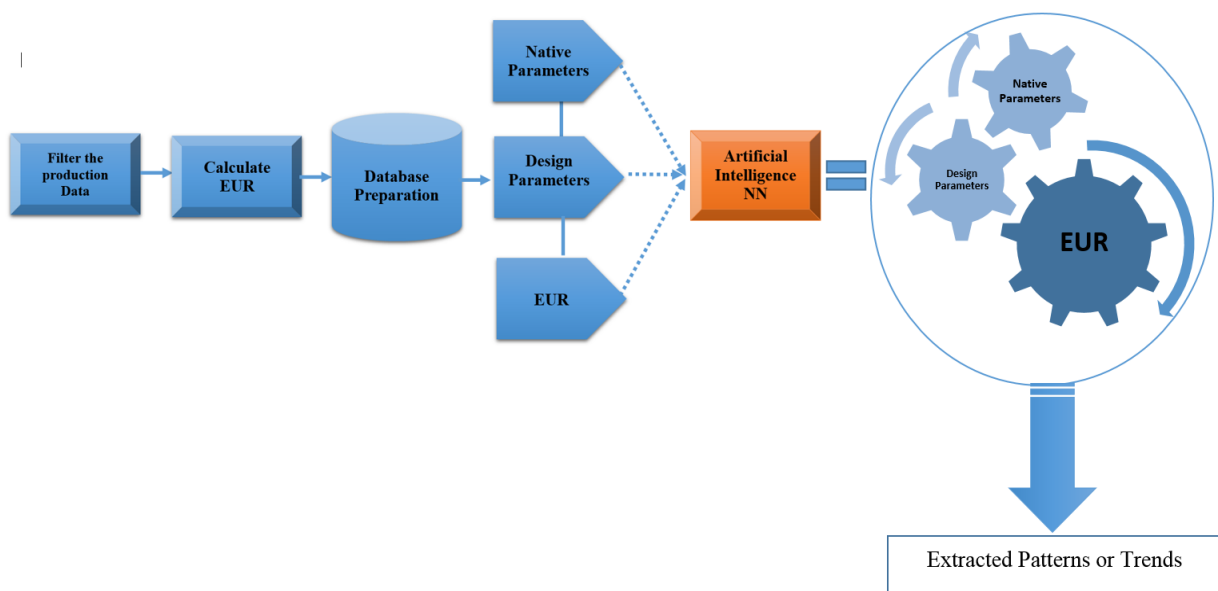 Filter the
production
Data
Calculate
EUR
Database
Preparation
Native
Parameters
Design
Parameters
EUR
Artificial
Intelligence
NN
Native
Parameters
Design
Parameters
EUR
Extracted Patterns or Trends